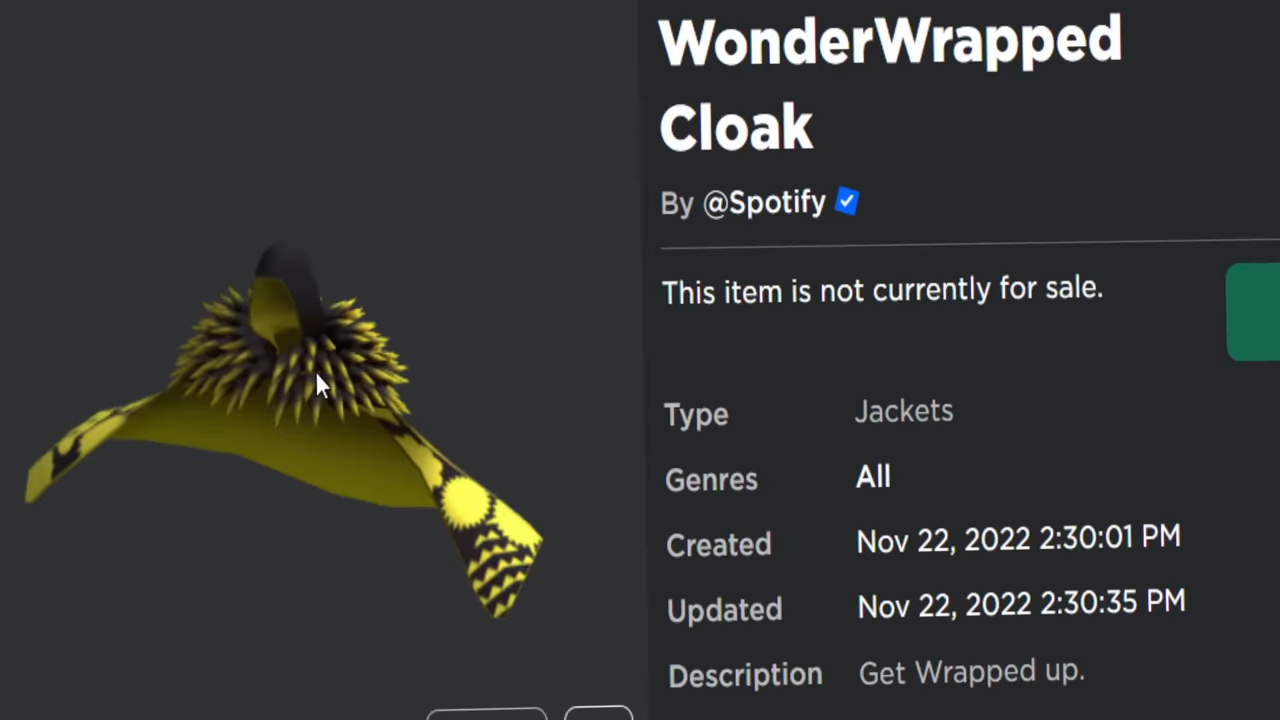 WonderWrapped
Cloak
By @Spotify
This item is not currently for sale.
Type Jackets
Genres All
Created Nov 22, 2022 2:30:01 PM
Updated Nov 22, 2022 2:30:35 PM
Description Get Wrapped up.